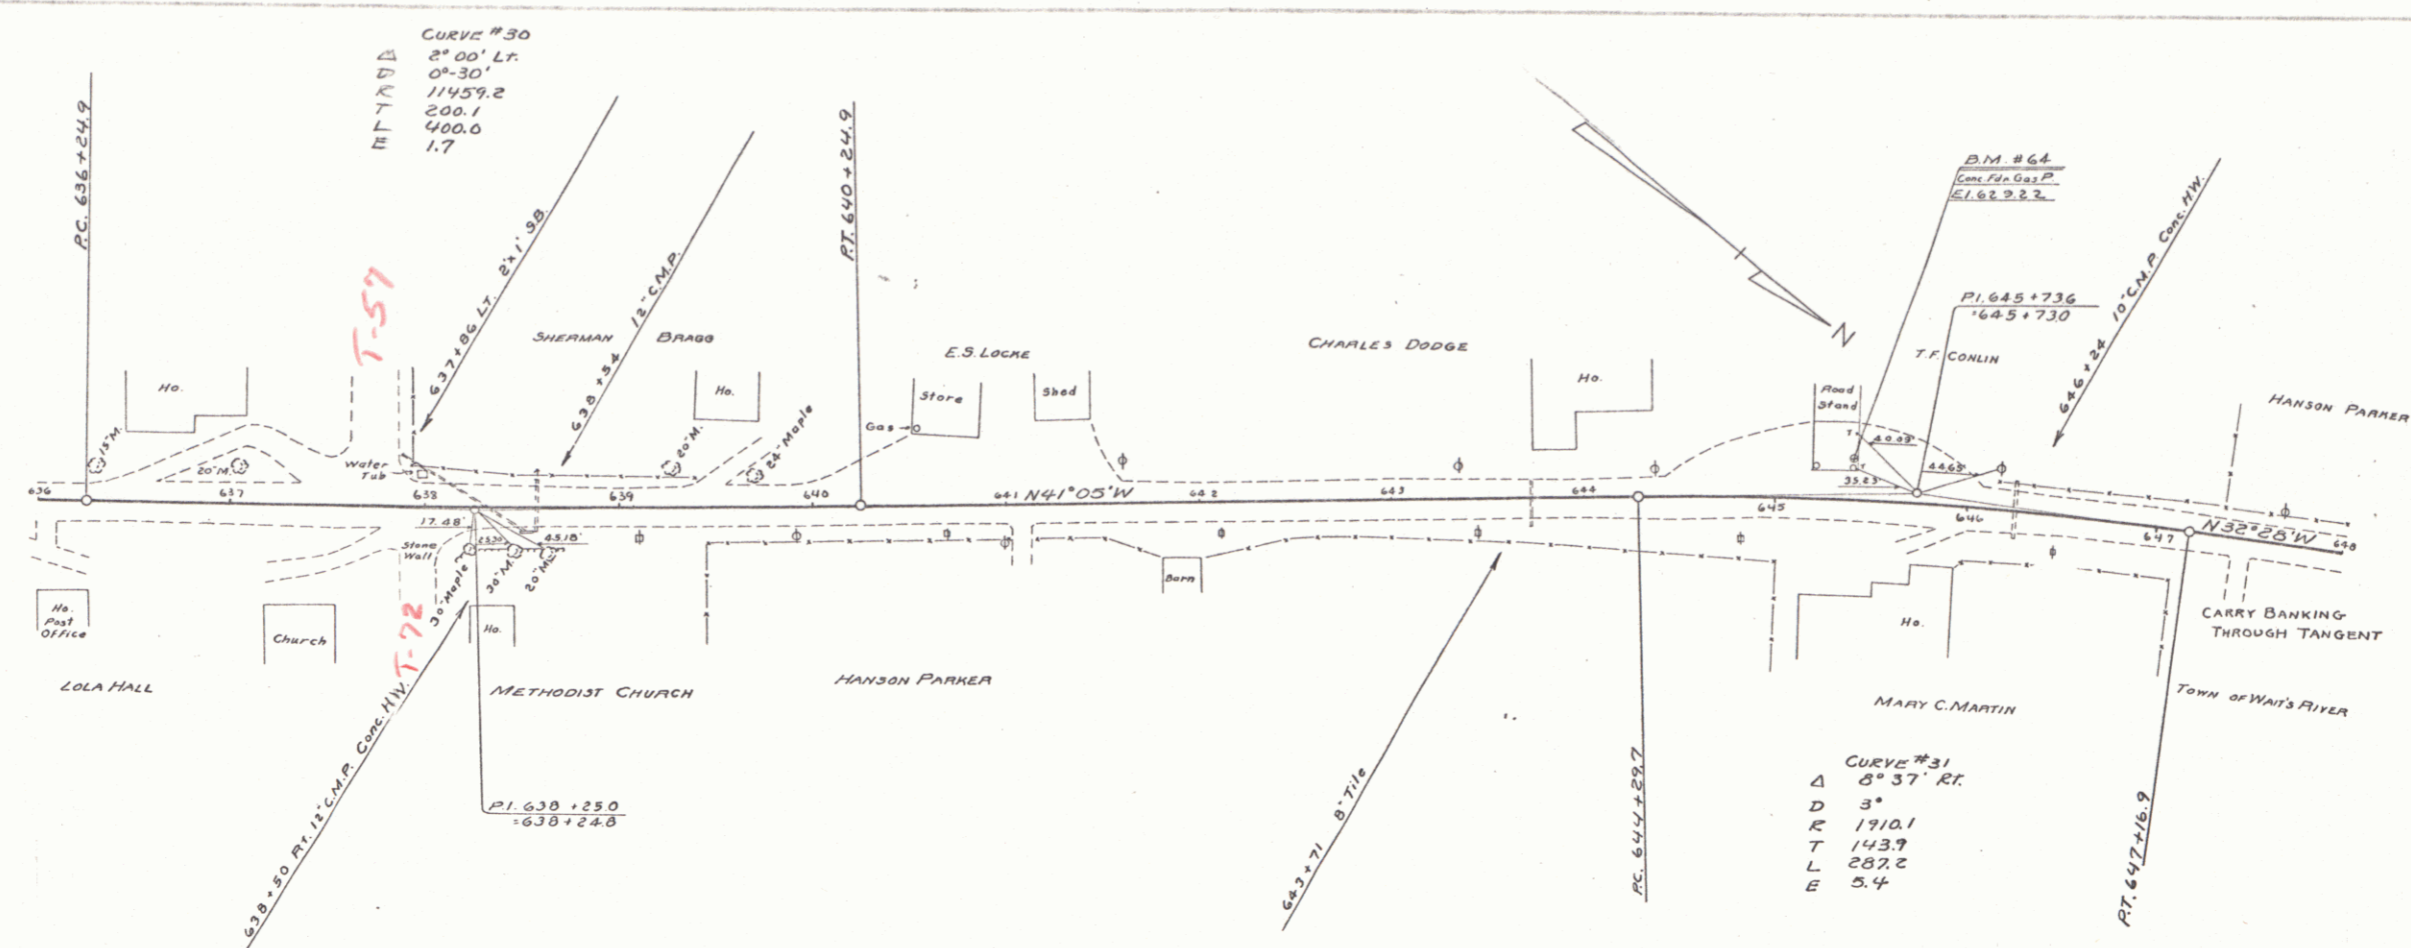 CURVE #30
Δ 2° 00' Lt.
D 0°-30'
R 11459.2
T 200.1
L 400.0
E 1.7
P.C. 636+24.9
T-57
637+86 LT. 2'x1' S.B.
638+54 12" C.M.P.
P.T. 640+24.9
SHERMAN BRAGG
E.S. LOCKE
CHARLES DODGE
N
B.M. #64
Conc. Fdn. Gas P.
El. 629.22
P.I. 645+73.6
=645+73.0
T.F. CONLIN
646+24 10" C.M.P. Conc. H.W.
HANSON PARKER
Ho.
Ho.
Store
Shed
Ho.
Road
Stand
Gas
15" M.
20" M.
Water
Tub
20" M.
24" Maple
T
T
40.09'
44.65'
35.23
636
637
638
639
640
641
N41°05'W
642
643
644
645
646
647
N32°28'W
648
17.48'
25.30
45.18'
Stone
Wall
30" Maple
30" M.
20" M.
Barn
Ho.
Post
Office
Church
Ho.
Ho.
T-72
CARRY BANKING
THROUGH TANGENT
LOLA HALL
METHODIST CHURCH
HANSON PARKER
MARY C. MARTIN
TOWN OF WAIT'S RIVER
638+50 Rt. 12" C.M.P. Conc. H.W.
P.I. 638+25.0
=638+24.8
643+71 8" Tile
P.C. 644+29.7
CURVE #31
Δ 8° 37' Rt.
D 3°
R 1910.1
T 143.9
L 287.2
E 5.4
P.T. 647+16.9